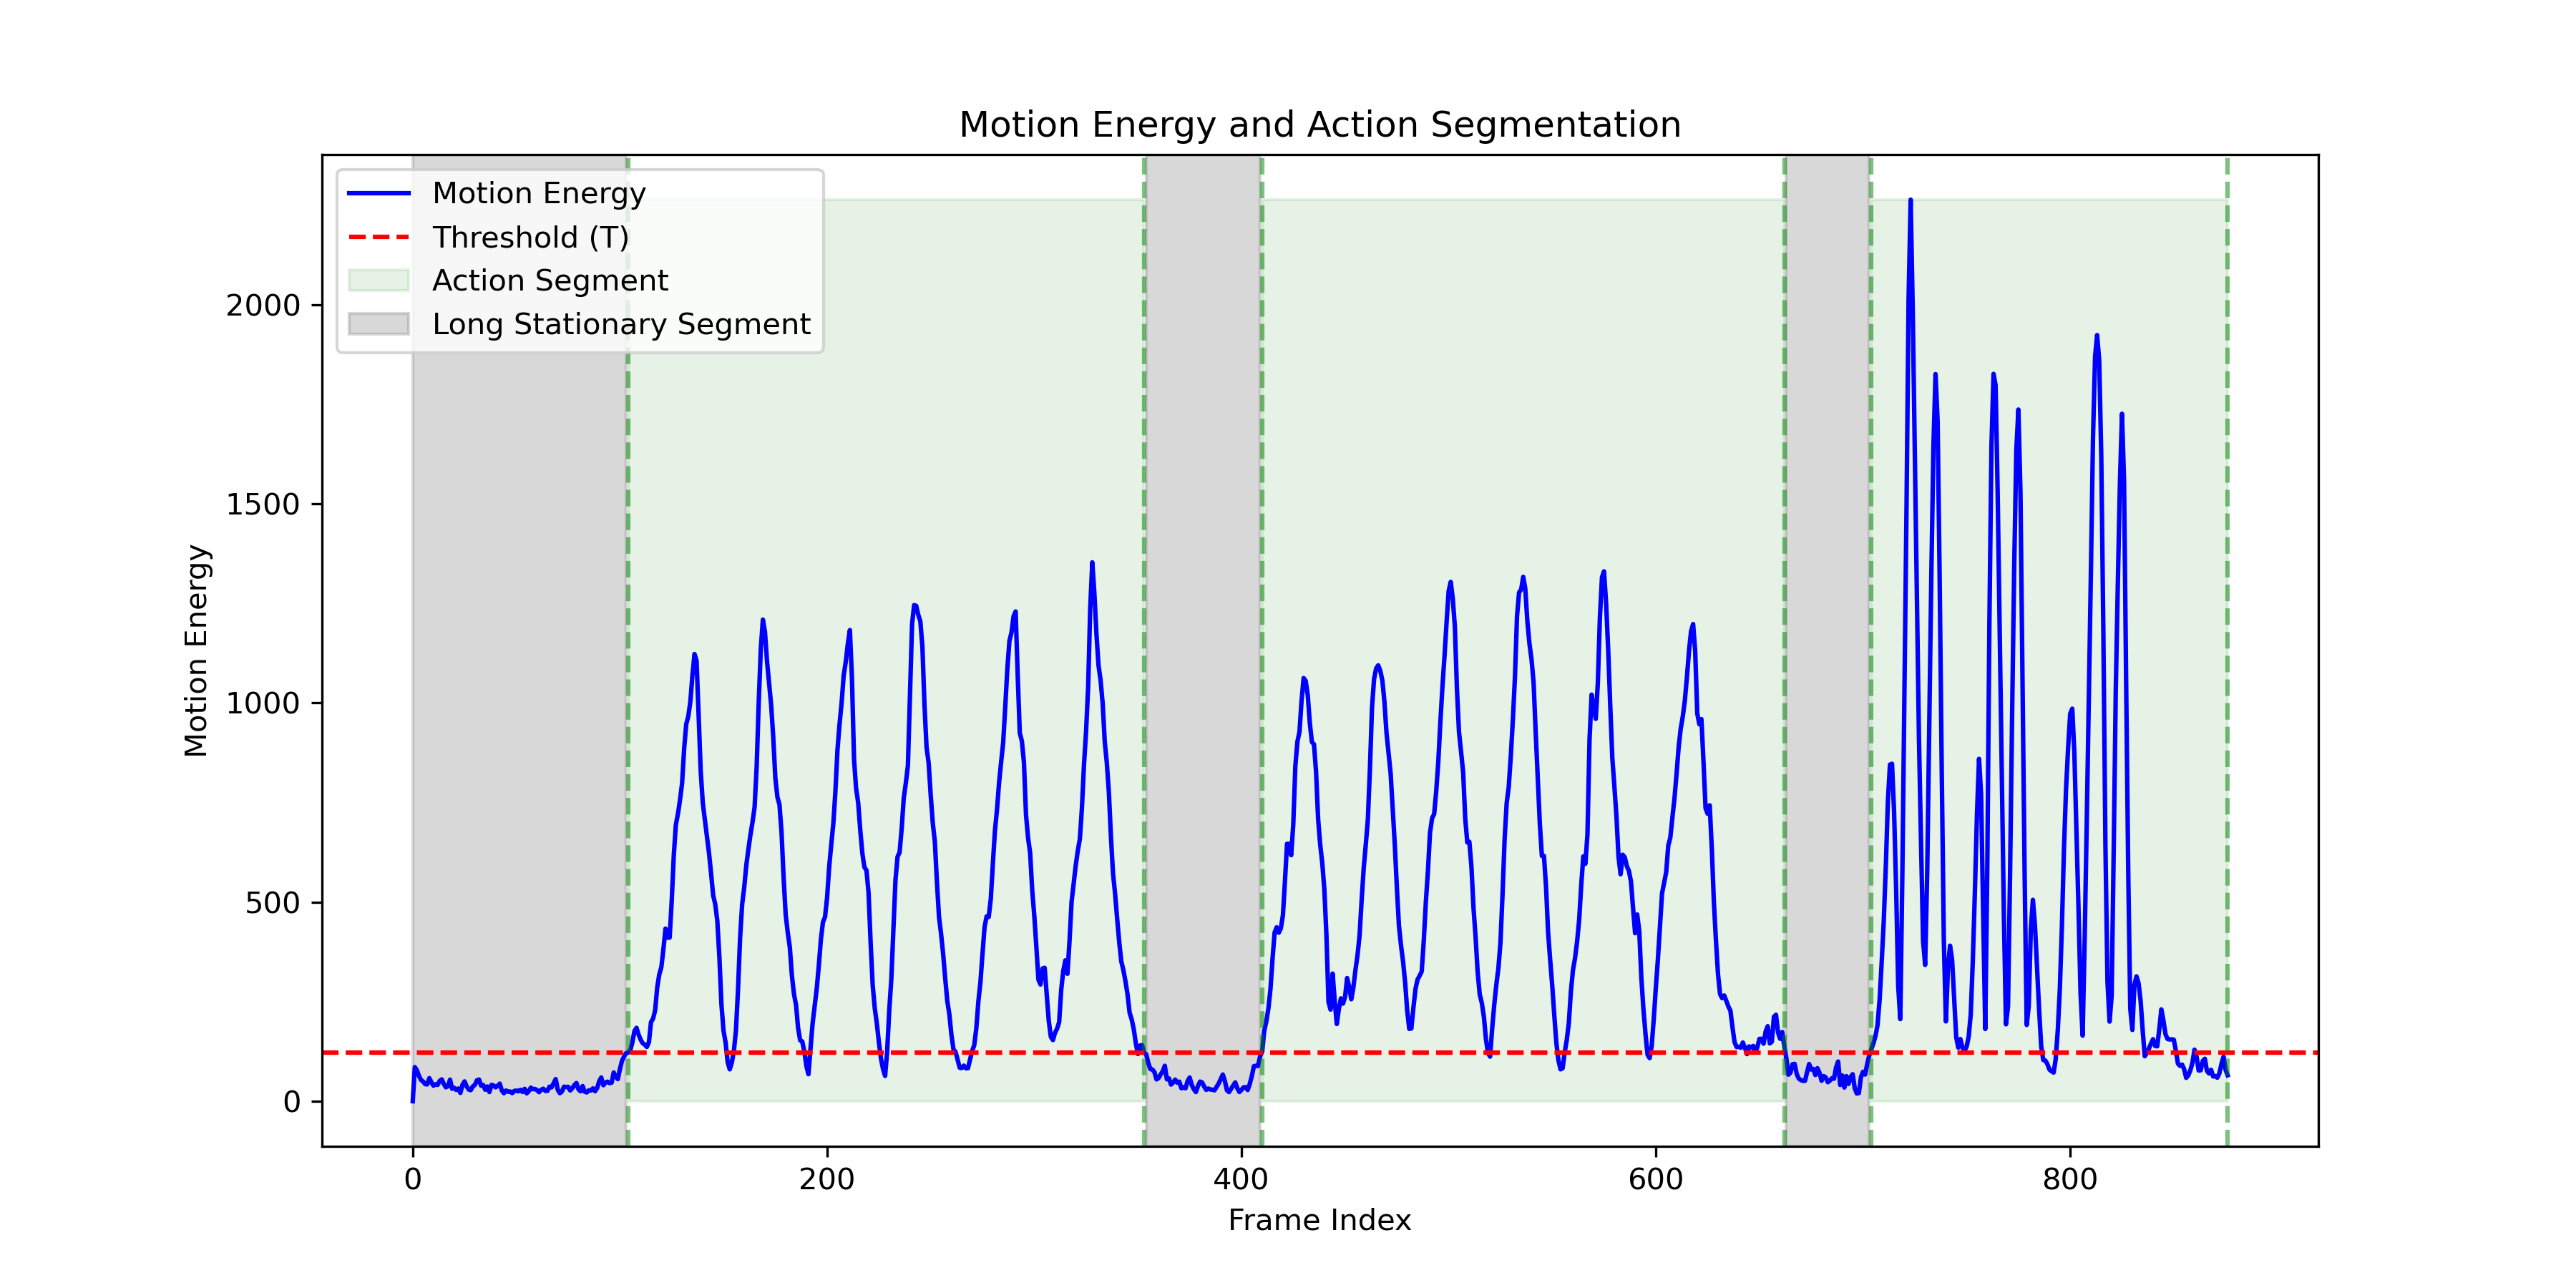 Motion Energy and Action Segmentation
Motion Energy
Threshold (T)
Action Segment
Long Stationary Segment
2000
1500
1000
500
0
Motion Energy
0 200 400 600 800
Frame Index